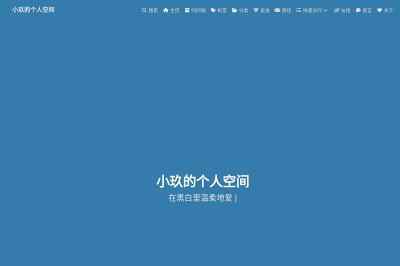 小玖的个人空间
搜索 主页 时间轴 标签 分类 说说 游戏 快速访问 友链 留言 关于
小玖的个人空间
在黑白里温柔地爱 |